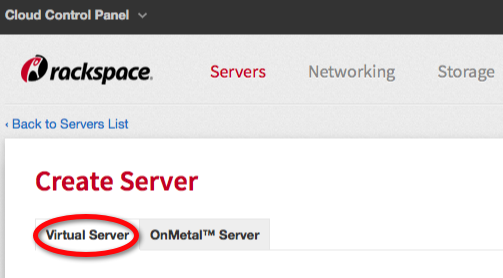 Cloud Control Panel
rackspace. Servers Networking Storage
‹ Back to Servers List
Create Server
Virtual Server OnMetal™ Server